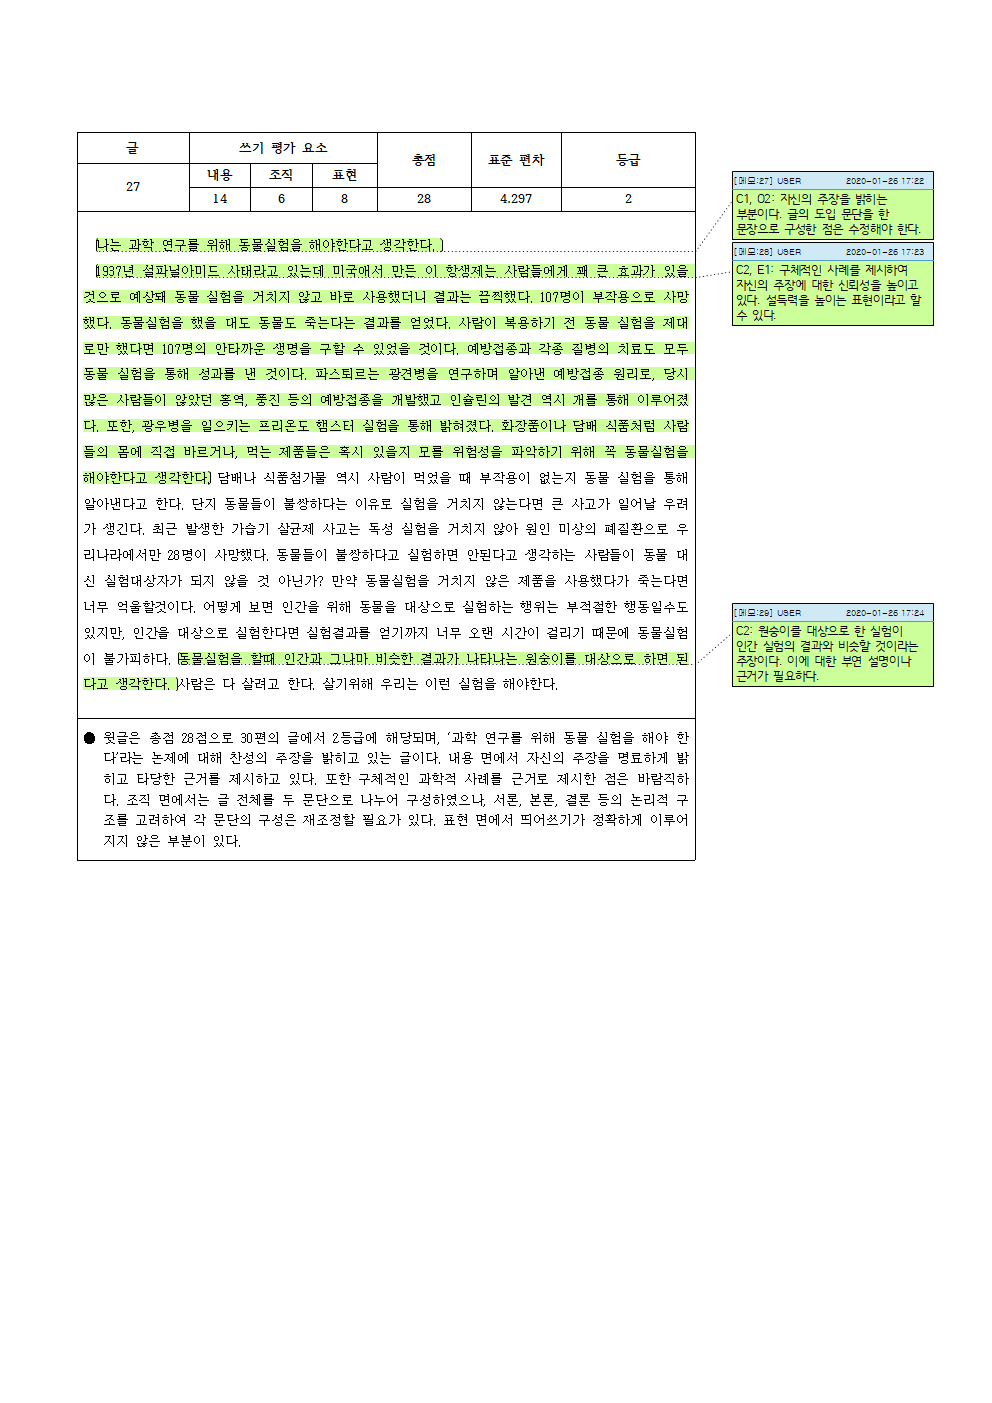 글 쓰기 평가 요소 총점 표준 편차 등급
내용 조직 표현
27 14 6 8 28 4.297 2
나는 과학 연구를 위해 동물실험을 해야한다고 생각한다.
1937년 설파닐아미드 사태라고 있는데 미국애서 만든 이 항생제는 사람들에게 꽤 큰 효과가 있을
것으로 예상돼 동물 실험을 거치지 않고 바로 사용했더니 결과는 끔찍했다. 107명이 부작용으로 사망
했다. 동물실험을 했을 대도 동물도 죽는다는 결과를 얻었다. 사람이 복용하기 전 동물 실험을 제대
로만 했다면 107명의 안타까운 생명을 구할 수 있었을 것이다. 예방접종과 각종 질병의 치료도 모두
동물 실험을 통해 성과를 낸 것이다. 파스퇴르는 광견병을 연구하며 알아낸 예방접종 원리로, 당시
많은 사람들이 앉았던 홍역, 풍진 등의 예방접종을 개발했고 인슐린의 발견 역시 개를 통해 이루어졌
다. 또한, 광우병을 일으키는 프리온도 햄스터 실험을 통해 밝혀졌다. 화장품이나 담배 식품처럼 사람
들의 몸에 직접 바르거나, 먹는 제품들은 혹시 있을지 모를 위험성을 파악하기 위해 꼭 동물실험을
해야한다고 생각한다. 담배나 식품첨가물 역시 사람이 먹었을 때 부작용이 없는지 동물 실험을 통해
알아낸다고 한다. 단지 동물들이 불쌍하다는 이유로 실험을 거치지 않는다면 큰 사고가 일어날 우려
가 생긴다. 최근 발생한 가습기 살균제 사고는 독성 실험을 거치지 않아 원인 미상의 폐질환으로 우
리나라에서만 28명이 사망했다. 동물들이 불쌍하다고 실험하면 안된다고 생각하는 사람들이 동물 대
신 실험대상자가 되지 않을 것 아닌가? 만약 동물실험을 거치지 않은 제품을 사용했다가 죽는다면
너무 억울할것이다. 어떻게 보면 인간을 위해 동물을 대상으로 실험하는 행위는 부적절한 행동일수도
있지만, 인간을 대상으로 실험한다면 실험결과를 얻기까지 너무 오랜 시간이 걸리기 때문에 동물실험
이 불가피하다. 동물실험을 할때 인간과 그나마 비슷한 결과가 나타나는 원숭이를 대상으로 하면 된
다고 생각한다. 사람은 다 살려고 한다. 살기위해 우리는 이런 실험을 해야한다.
● 윗글은 총점 28점으로 30편의 글에서 2등급에 해당되며, ‘과학 연구를 위해 동물 실험을 해야 한
다’라는 논제에 대해 찬성의 주장을 밝히고 있는 글이다. 내용 면에서 자신의 주장을 명료하게 밝
히고 타당한 근거를 제시하고 있다. 또한 구체적인 과학적 사례를 근거로 제시한 점은 바람직하
다. 조직 면에서는 글 전체를 두 문단으로 나누어 구성하였으나, 서론, 본론, 결론 등의 논리적 구
조를 고려하여 각 문단의 구성은 재조정할 필요가 있다. 표현 면에서 띄어쓰기가 정확하게 이루어
지지 않은 부분이 있다.
[메모:27] USER 2020-01-26 17:22
C1, O2: 자신의 주장을 밝히는
부분이다. 글의 도입 문단을 한
문장으로 구성한 점은 수정해야 한다.
[메모:28] USER 2020-01-26 17:23
C2, E1: 구체적인 사례를 제시하여
자신의 주장에 대한 신뢰성을 높이고
있다. 설득력을 높이는 표현이라고 할
수 있다.
[메모:29] USER 2020-01-26 17:24
C2: 원숭이를 대상으로 한 실험이
인간 실험의 결과와 비슷할 것이라는
주장이다. 이에 대한 부연 설명이나
근거가 필요하다.